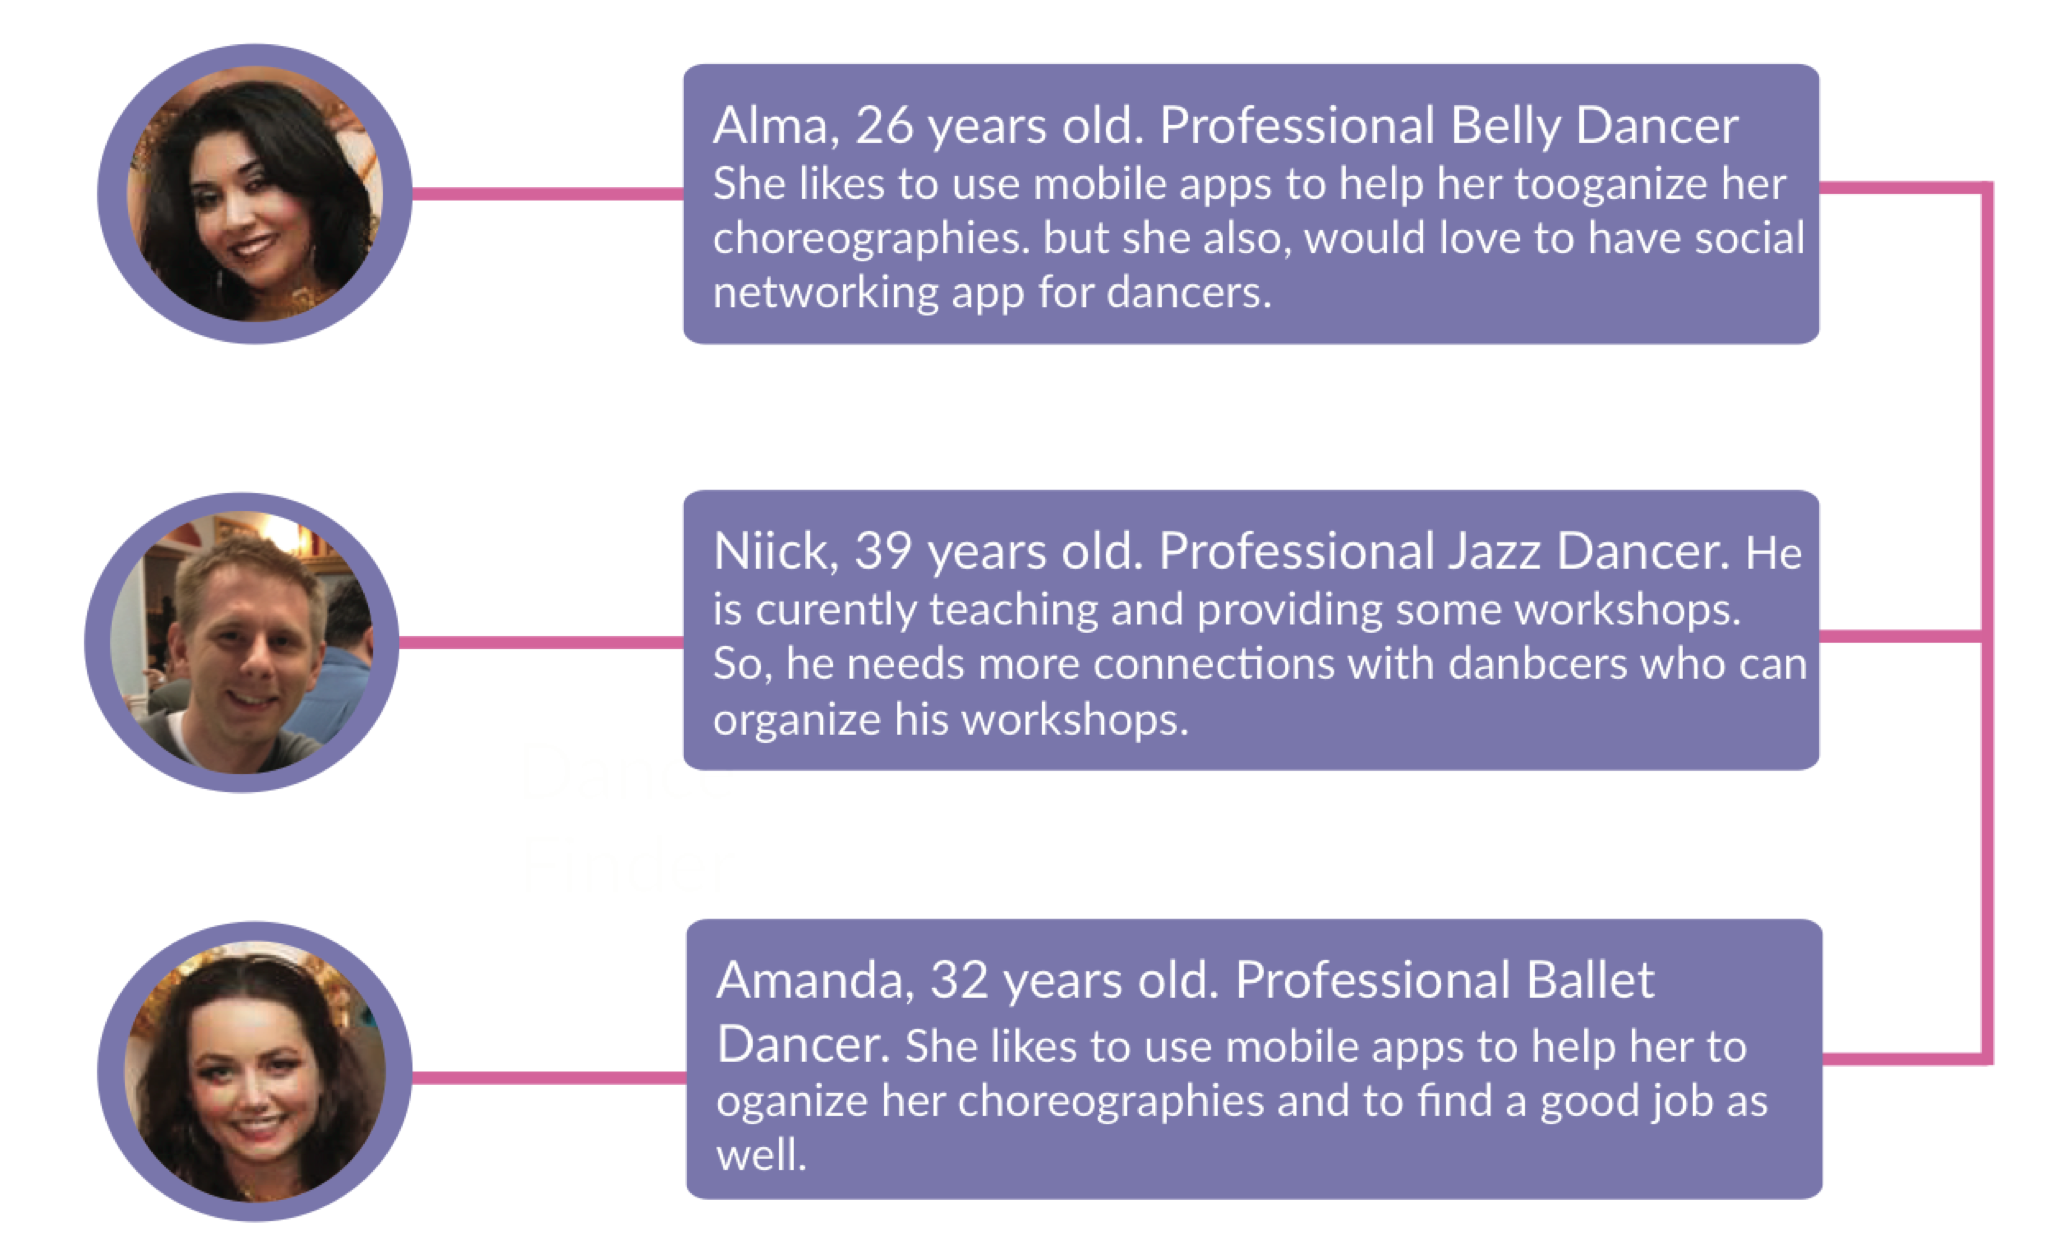 Alma, 26 years old. Professional Belly Dancer
She likes to use mobile apps to help her tooganize her
choreographies. but she also, would love to have social
networking app for dancers.
Niick, 39 years old. Professional Jazz Dancer. He
is curently teaching and providing some workshops.
So, he needs more connections with danbcers who can
organize his workshops.
Amanda, 32 years old. Professional Ballet
Dancer. She likes to use mobile apps to help her to
oganize her choreographies and to find a good job as
well.